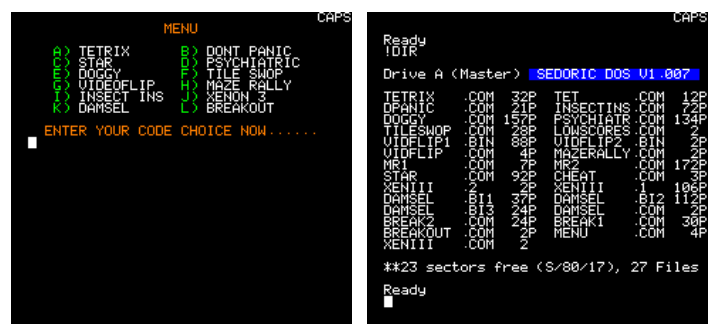 CAPS
MENU
A) TETRIX B) DONT PANIC
C) STAR D) PSYCHIATRIC
E) DOGGY F) TILE SWOP
G) VIDEOFLIP H) MAZE RALLY
I) INSECT INS J) XENON 3
K) DAMSEL L) BREAKOUT
ENTER YOUR CODE CHOICE NOW......
CAPS
Ready
!DIR
Drive A (Master) SEDORIC DOS V1.007
TETRIX .COM 32P TET .COM 12P
DPANIC .COM 21P INSECTINS.COM 72P
DOGGY .COM 157P PSYCHIATR.COM 134P
TILESWOP .COM 28P LOWSCORES.COM 2
VIDFLIP1 .BIN 88P VIDFLIP2 .BIN 2P
VIDFLIP .COM 4P MAZERALLY.COM 2P
MR1 .COM 7P MR2 .COM 172P
STAR .COM 92P CHEAT .COM 3P
XENIII .2 2P XENIII .1 106P
DAMSEL .BI1 37P DAMSEL .BI2 112P
DAMSEL .BI3 24P DAMSEL .COM 2P
BREAK2 .COM 24P BREAK1 .COM 30P
BREAKOUT .COM 2P MENU .COM 4P
XENIII .COM 2
**23 sectors free (S/80/17), 27 Files
Ready